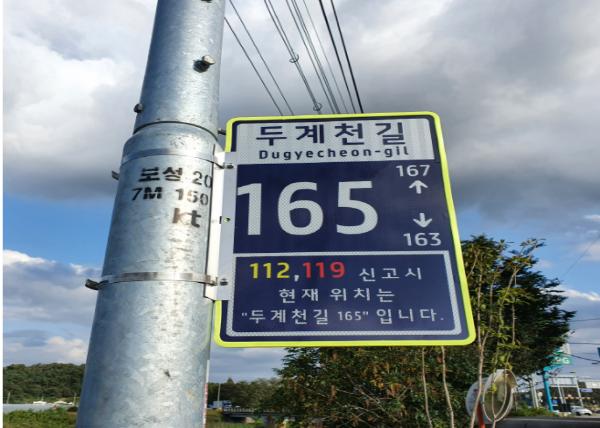 도성 20
7M 150
kt
두계천길
Dugyecheon-gil
165
167
163
112, 119 신고시
현재 위치는
"두계천길 165" 입니다.